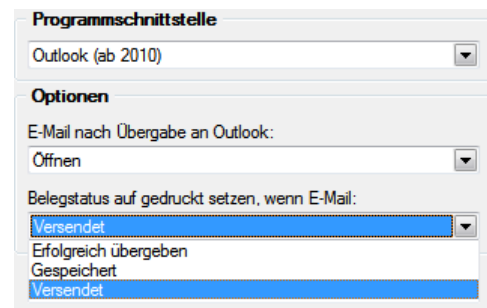 Programmschnittstelle
Outlook (ab 2010)
Optionen
E-Mail nach Übergabe an Outlook:
Öffnen
Belegstatus auf gedruckt setzen, wenn E-Mail:
Versendet
Erfolgreich übergeben
Gespeichert
Versendet